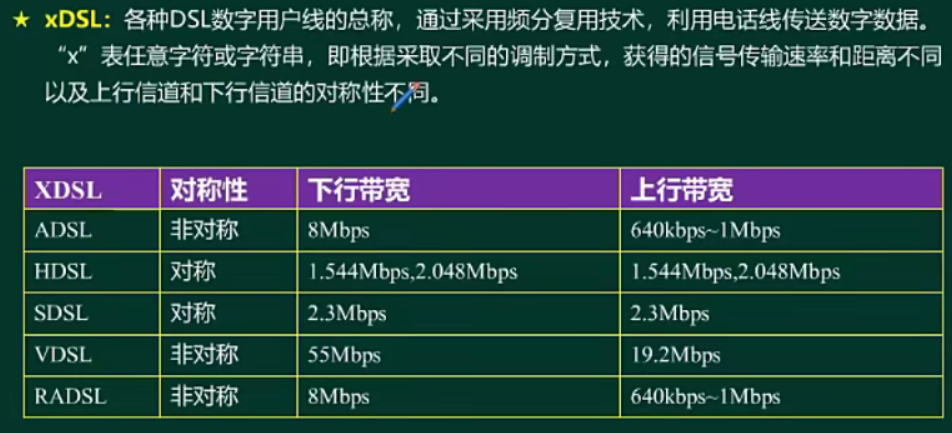 ★ xDSL：各种DSL数字用户线的总称，通过采用频分复用技术，利用电话线传送数字数据。
“x”表任意字符或字符串，即根据采取不同的调制方式，获得的信号传输速率和距离不同
以及上行信道和下行信道的对称性不同。
XDSL 对称性 下行带宽 上行带宽
ADSL 非对称 8Mbps 640kbps~1Mbps
HDSL 对称 1.544Mbps,2.048Mbps 1.544Mbps,2.048Mbps
SDSL 对称 2.3Mbps 2.3Mbps
VDSL 非对称 55Mbps 19.2Mbps
RADSL 非对称 8Mbps 640kbps~1Mbps